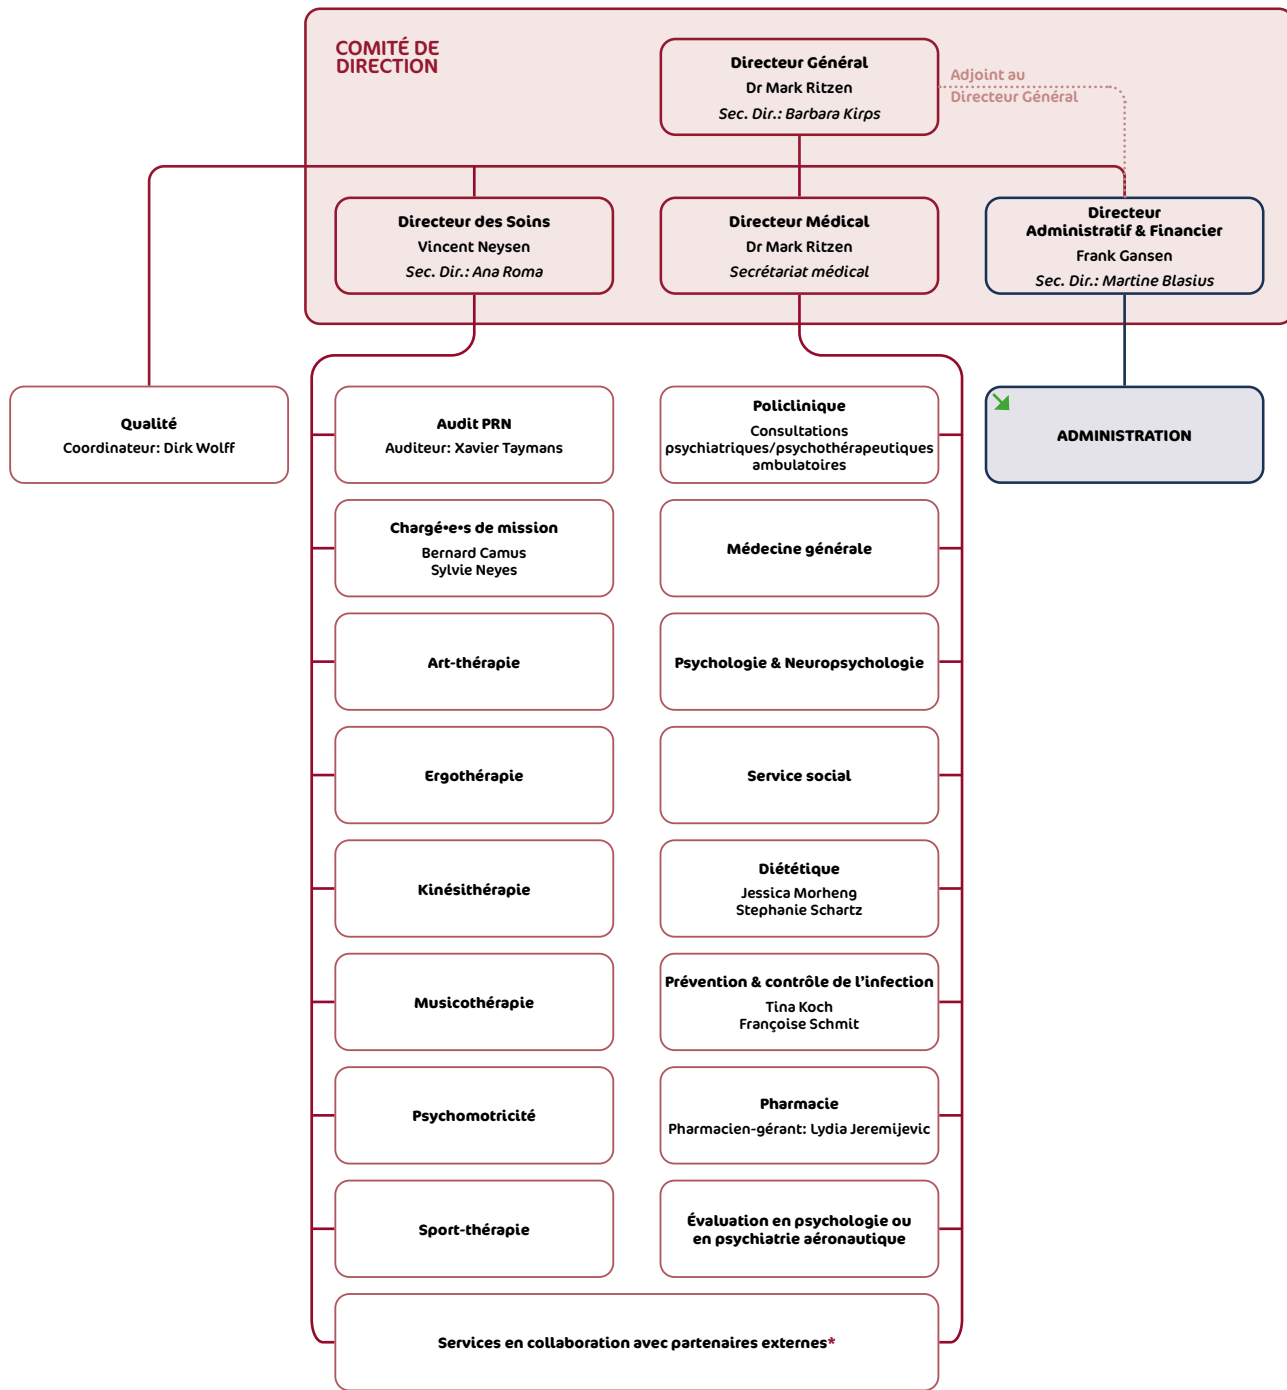 COMITÉ DE
DIRECTION
Directeur Général
Dr Mark Ritzen
Sec. Dir.: Barbara Kirps
Adjoint au
Directeur Général
Directeur des Soins
Vincent Neysen
Sec. Dir.: Ana Roma
Directeur Médical
Dr Mark Ritzen
Secrétariat médical
Directeur
Administratif & Financier
Frank Gansen
Sec. Dir.: Martine Blasius
Qualité
Coordinateur: Dirk Wolff
Audit PRN
Auditeur: Xavier Taymans
Policlinique
Consultations
psychiatriques/psychothérapeutiques
ambulatoires
ADMINISTRATION
Chargé•e•s de mission
Bernard Camus
Sylvie Neyes
Médecine générale
Art-thérapie
Psychologie & Neuropsychologie
Ergothérapie
Service social
Kinésithérapie
Diététique
Jessica Morheng
Stephanie Schartz
Musicothérapie
Prévention & contrôle de l'infection
Tina Koch
Françoise Schmit
Psychomotricité
Pharmacie
Pharmacien-gérant: Lydia Jeremijevic
Sport-thérapie
Évaluation en psychologie ou
en psychiatrie aéronautique
Services en collaboration avec partenaires externes*